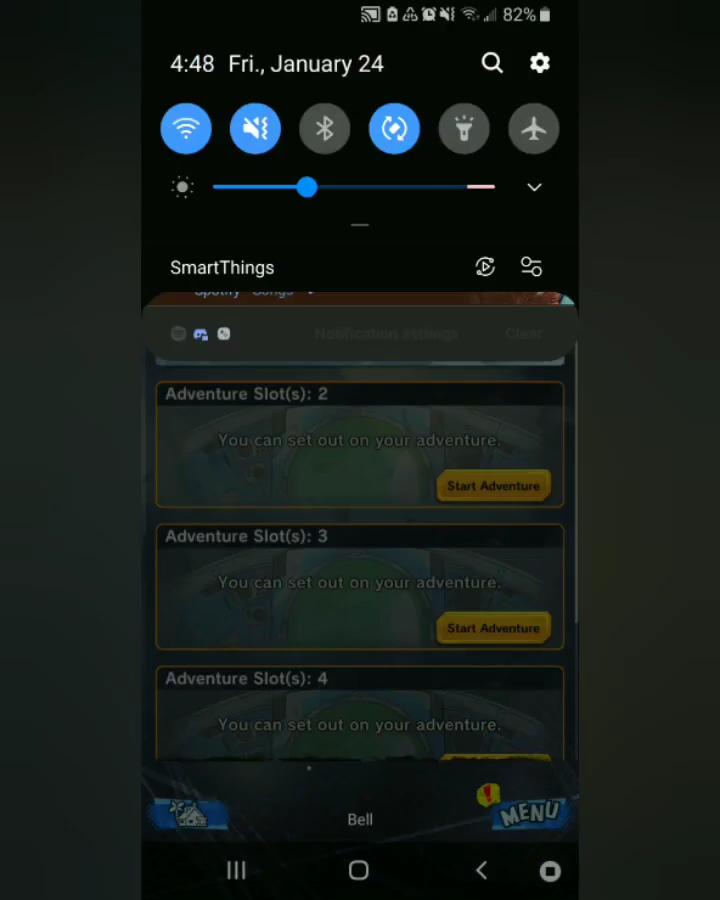 82%
4:48 Fri., January 24
SmartThings
Spotify Songs
Notification settings Clear
Adventure Slot(s): 2
You can set out on your adventure.
Start Adventure
Adventure Slot(s): 3
You can set out on your adventure.
Start Adventure
Adventure Slot(s): 4
You can set out on your adventure.
Bell
MENU